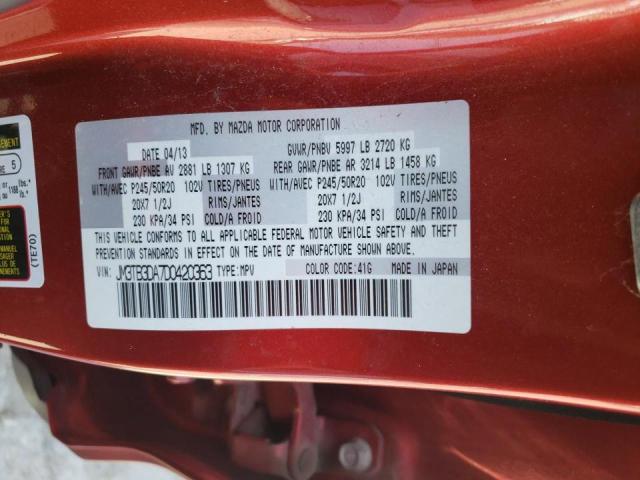 MFD. BY MAZDA MOTOR CORPORATION
DATE 04/13 GVWR/PNBV 5997 LB 2720 KG
FRONT GAWR/PNBE AV 2881 LB 1307 KG REAR GAWR/PNBE AR 3214 LB 1458 KG
WITH/AVEC P245/50R20 102V TIRES/PNEUS WITH/AVEC P245/50R20 102V TIRES/PNEUS
20X7 1/2J RIMS/JANTES 20X7 1/2J RIMS/JANTES
230 KPA/34 PSI COLD/A FROID 230 KPA/34 PSI COLD/A FROID
THIS VEHICLE CONFORMS TO ALL APPLICABLE FEDERAL MOTOR VEHICLE SAFETY AND THEFT
PREVENTION STANDARDS IN EFFECT ON THE DATE OF MANUFACTURE SHOWN ABOVE.
VIN: JM3TB3DA7D0420363 TYPE:MPV COLOR CODE:41G MADE IN JAPAN
(TE70)
5
lbs.*